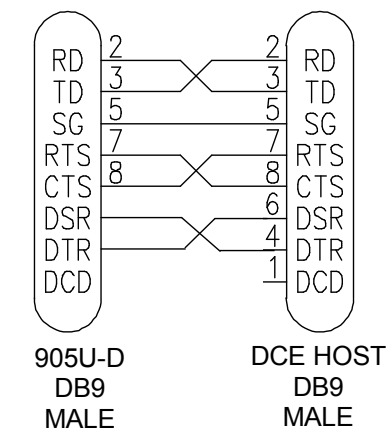 RD 2 2 RD
TD 3 3 TD
SG 5 5 SG
RTS 7 7 RTS
CTS 8 8 CTS
DSR 6 DSR
DTR 4 DTR
DCD 1 DCD
905U-D DCE HOST
DB9 DB9
MALE MALE